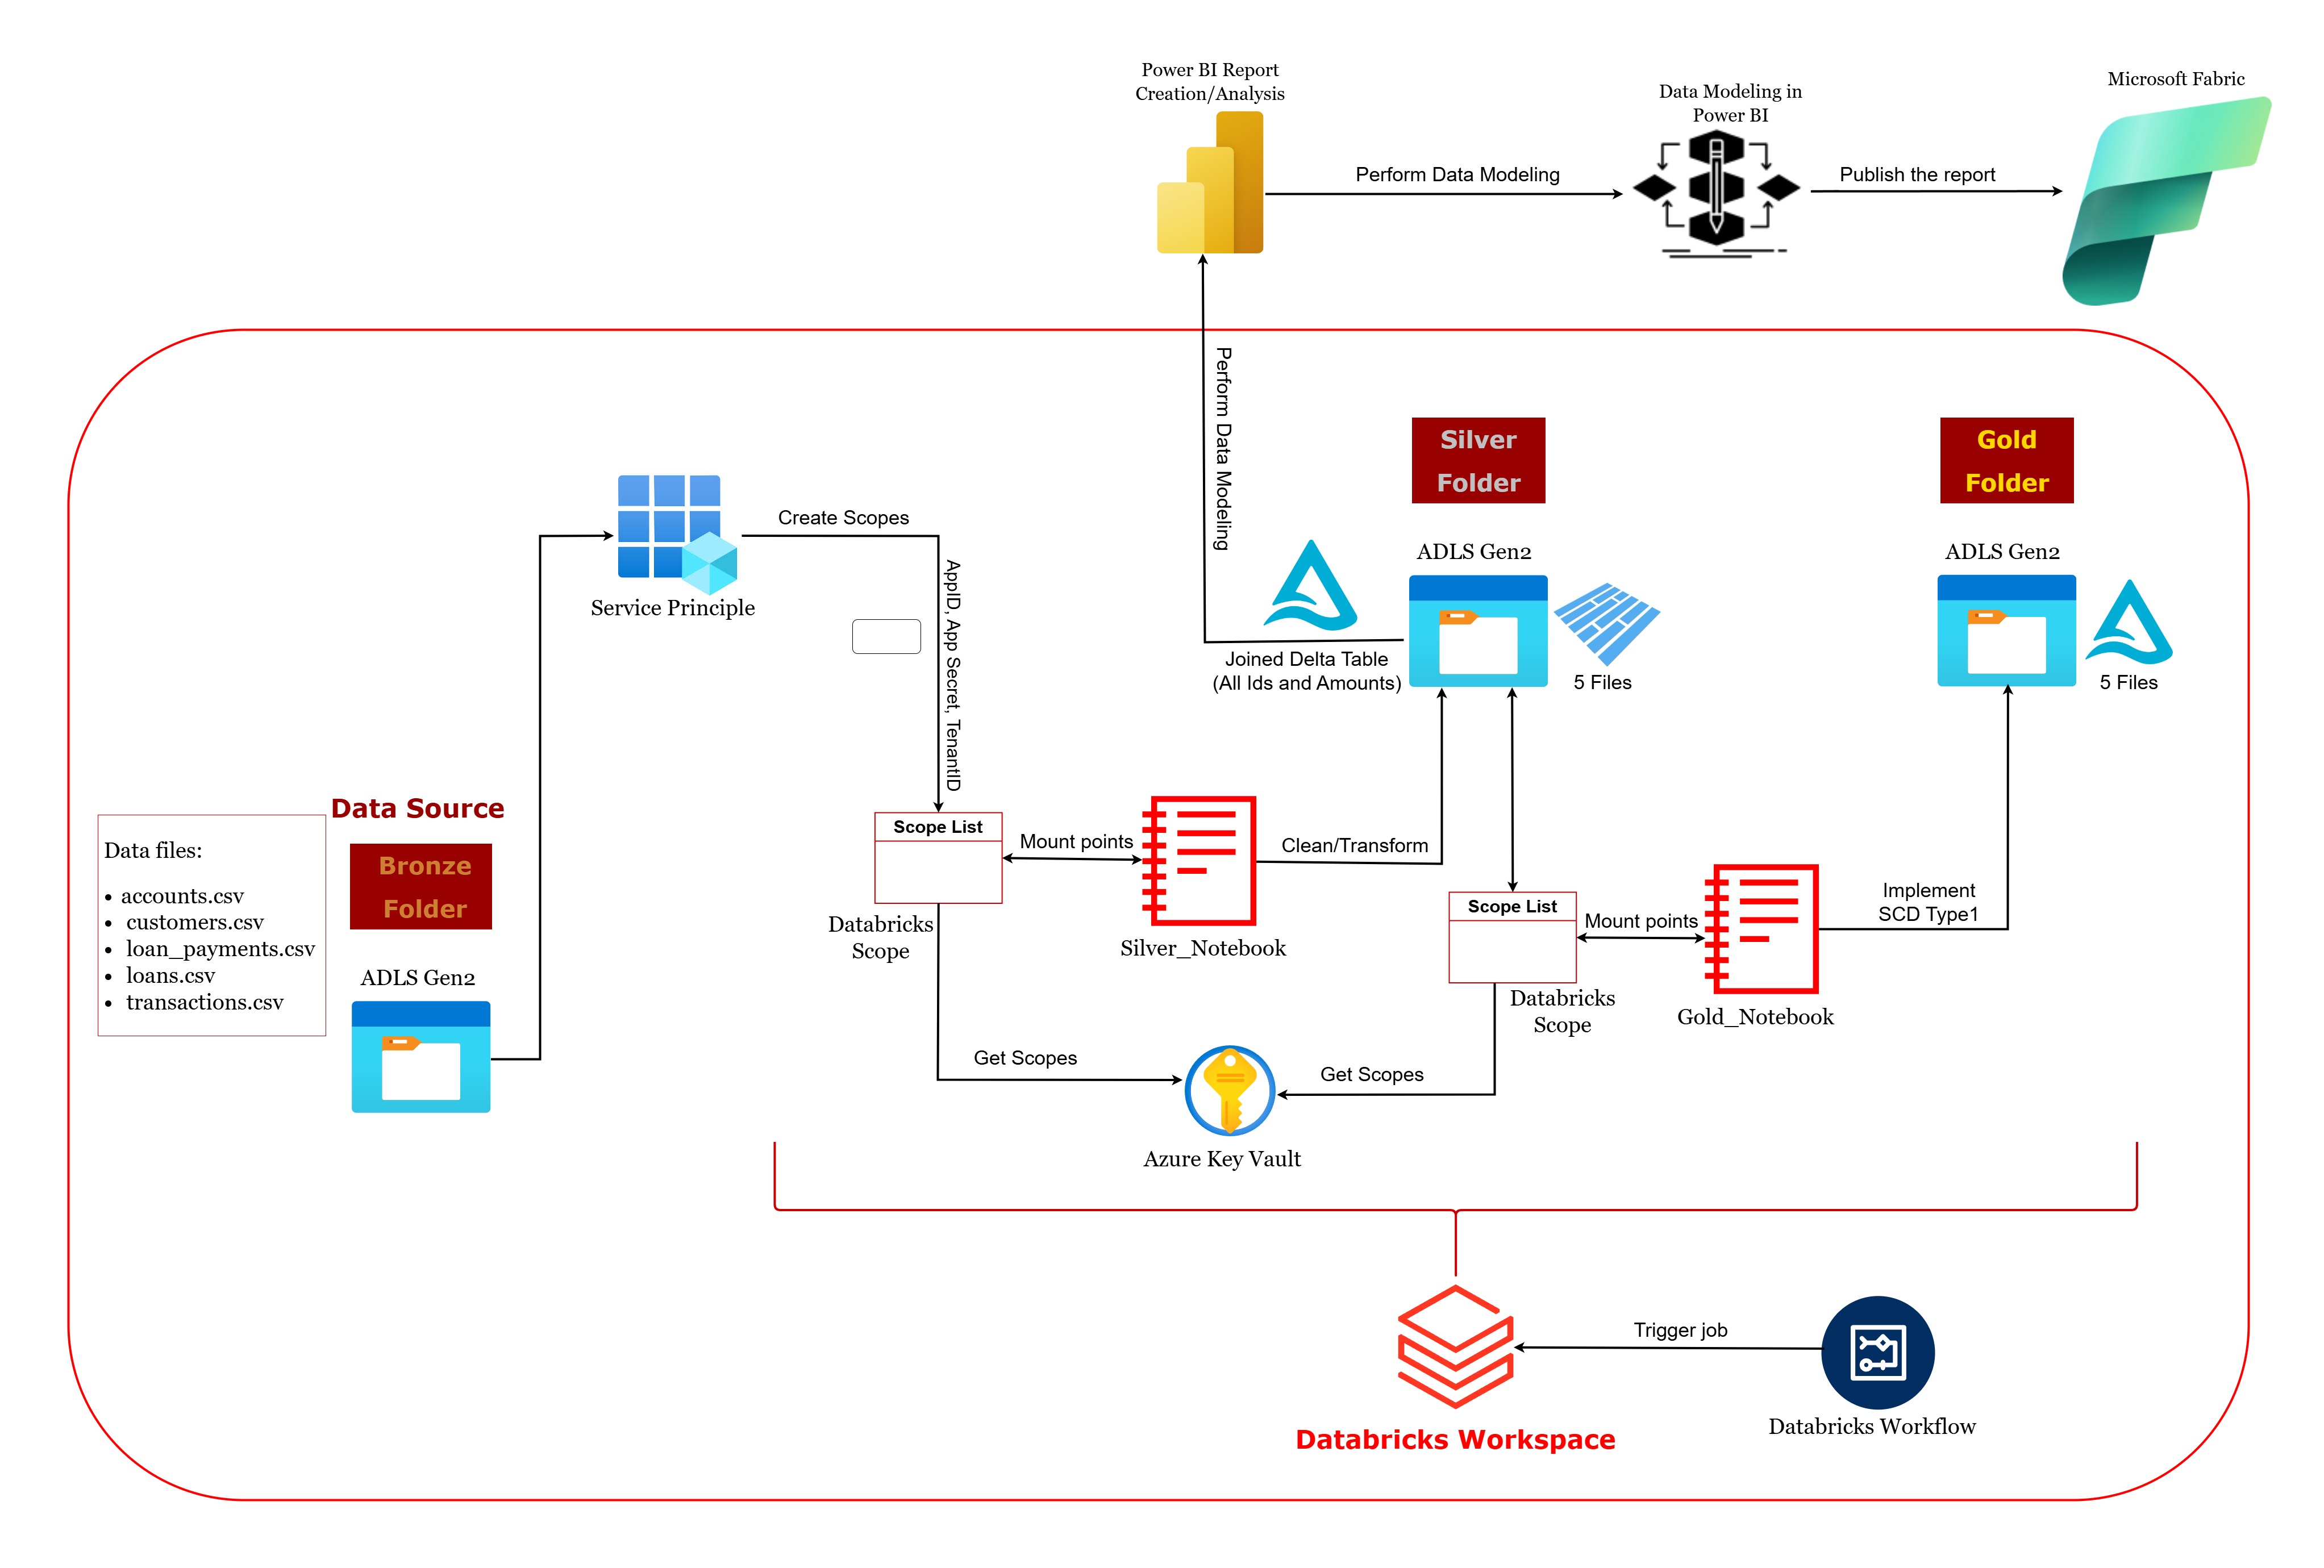 Power BI Report
Creation/Analysis
Data Modeling in
Power BI
Microsoft Fabric
Perform Data Modeling
Publish the report
Perform Data Modeling
Silver
Folder
Gold
Folder
Create Scopes
Service Principle
AppID, App Secret, TenantID
ADLS Gen2
ADLS Gen2
Joined Delta Table
(All Ids and Amounts)
5 Files
5 Files
Data Source
Data files:
• accounts.csv
• customers.csv
• loan_payments.csv
• loans.csv
• transactions.csv
Bronze
Folder
ADLS Gen2
Scope List
Databricks
Scope
Mount points
Silver_Notebook
Clean/Transform
Scope List
Databricks
Scope
Mount points
Gold_Notebook
Implement
SCD Type1
Get Scopes
Get Scopes
Azure Key Vault
Trigger job
Databricks Workspace
Databricks Workflow